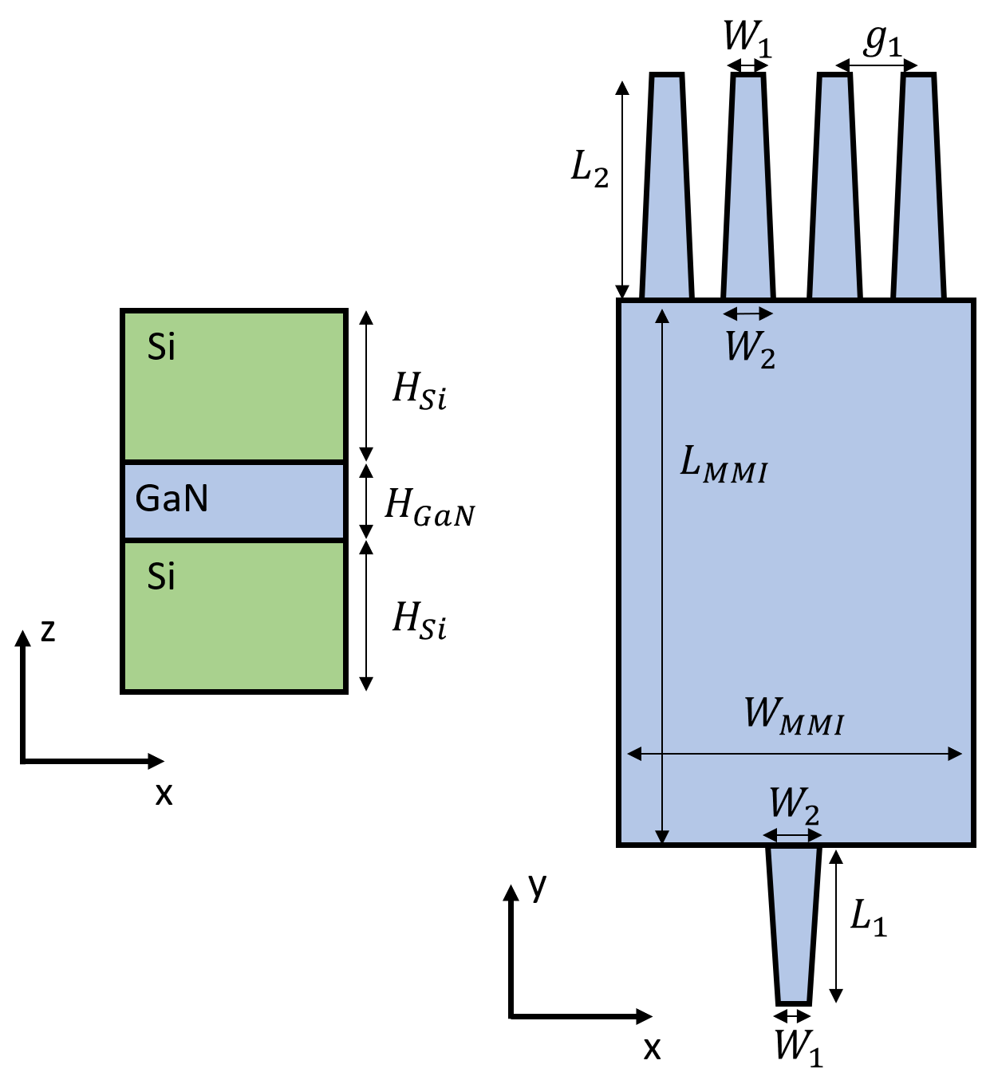 Si
H_{Si}
GaN
H_{GaN}
Si
H_{Si}
z
x
W_1
g_1
L_2
W_2
L_{MMI}
W_{MMI}
W_2
L_1
W_1
y
x